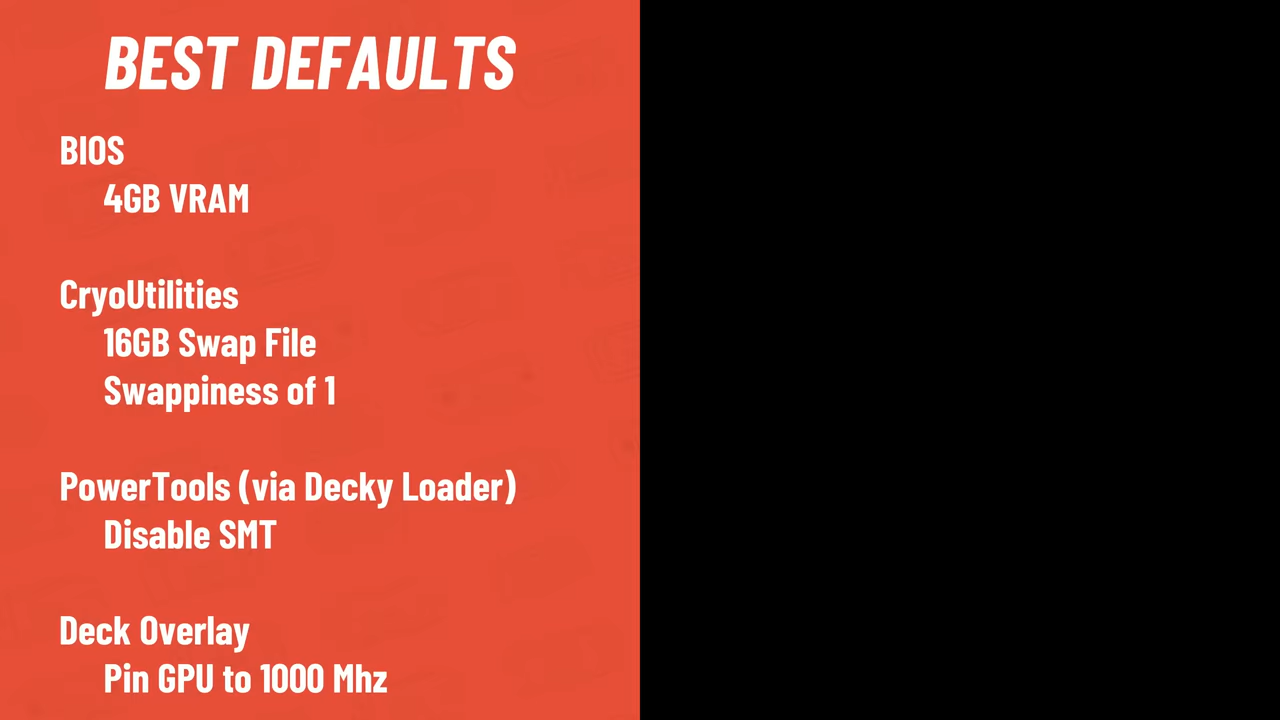 BEST DEFAULTS
BIOS
4GB VRAM
CryoUtilities
16GB Swap File
Swappiness of 1
PowerTools (via Decky Loader)
Disable SMT
Deck Overlay
Pin GPU to 1000 Mhz